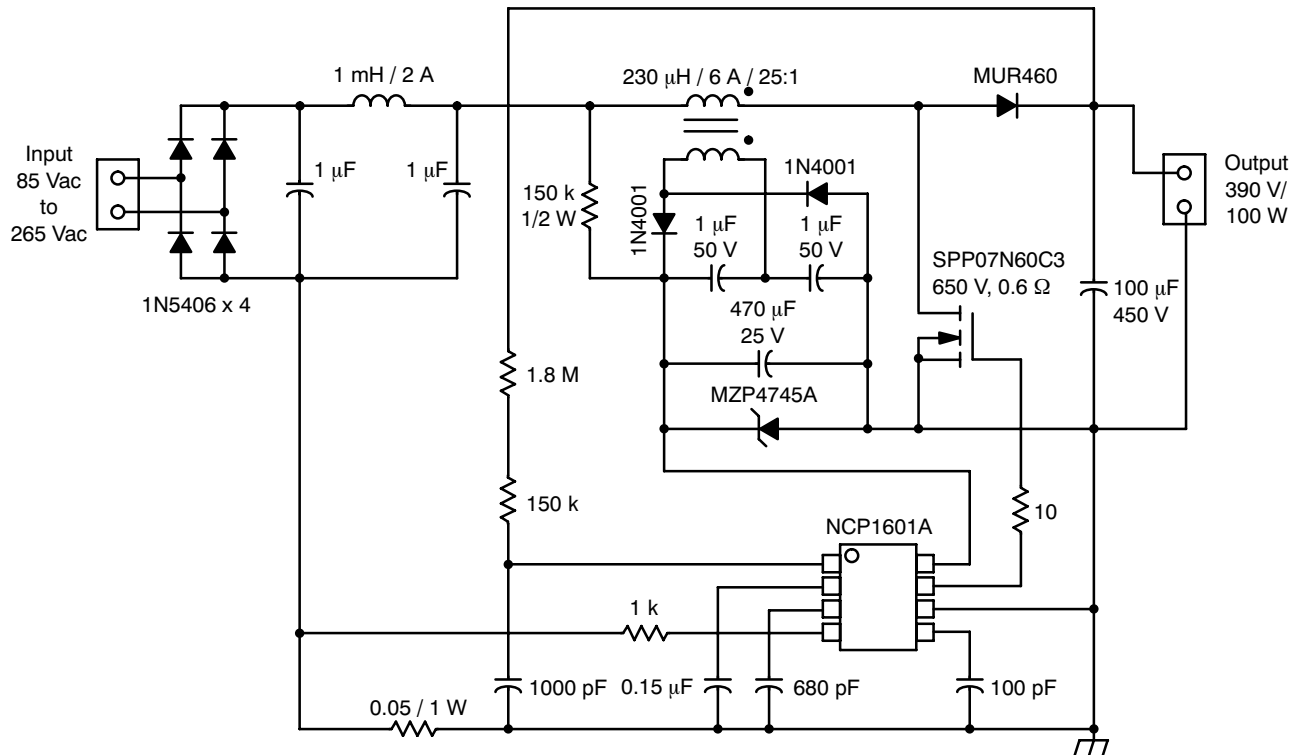 1 mH / 2 A
230 μH / 6 A / 25:1
MUR460
Input
85 Vac
to
265 Vac
1 μF
1 μF
150 k
1/2 W
1N4001
1N4001
1 μF
50 V
1 μF
50 V
Output
390 V/
100 W
SPP07N60C3
650 V, 0.6 Ω
1N5406 x 4
470 μF
25 V
100 μF
450 V
1.8 M
MZP4745A
150 k
10
NCP1601A
1 k
1000 pF
0.15 μF
680 pF
100 pF
0.05 / 1 W